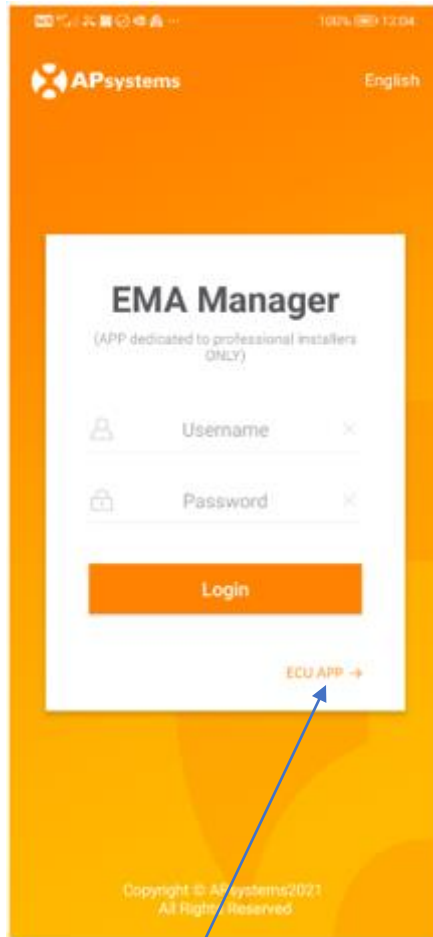 100% 12:04
APsystems
English
EMA Manager
(APP dedicated to professional installers
ONLY)
Username
Password
Login
ECU APP →
Copyright © APsystems2021
All Rights Reserved